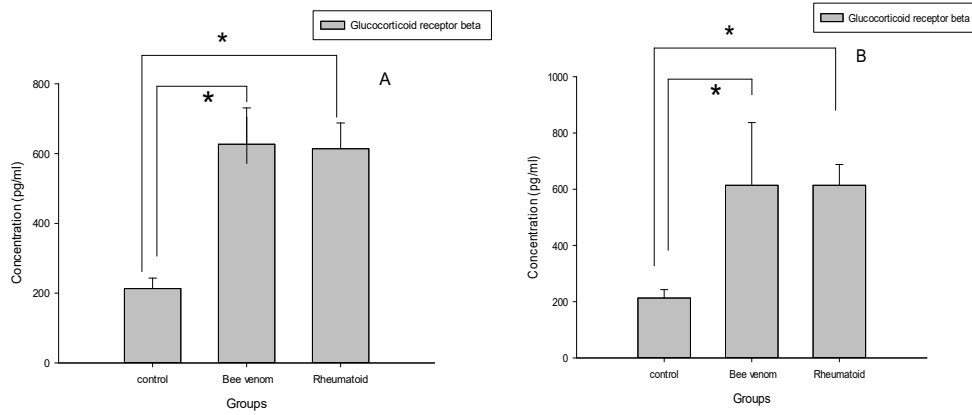 Glucocorticoid receptor beta
*
A
*
800
600
400
200
0
Concentration (pg/ml)
control
Bee venom
Rheumatoid
Groups
Glucocorticoid receptor beta
*
B
*
1000
800
600
400
200
0
Concentration (pg/ml)
control
Bee venom
Rheumatoid
Groups